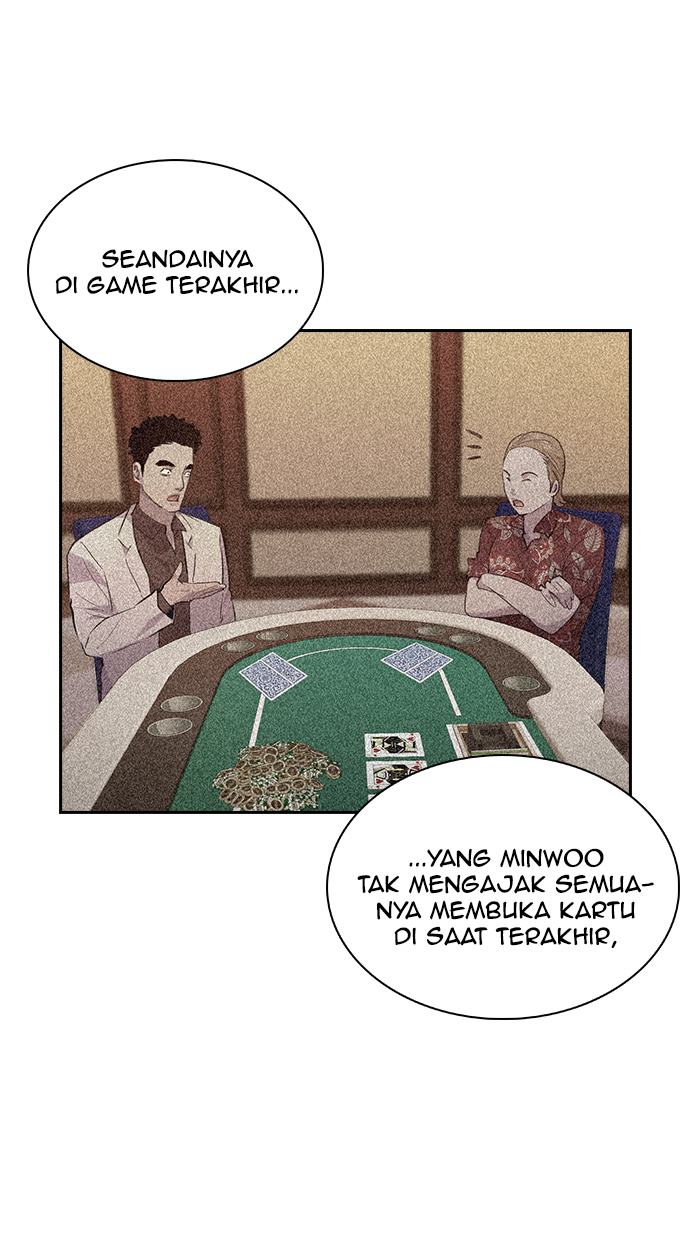 SEANDAINYA
DI GAME TERAKHIR...
...YANG MINWOO
TAK MENGAJAK SEMUA-
NYA MEMBUKA KARTU
DI SAAT TERAKHIR,